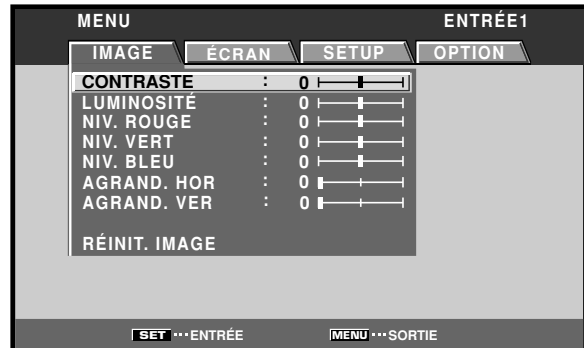 MENU ENTRÉE1
IMAGE ÉCRAN SETUP OPTION
CONTRASTE : 0
LUMINOSITÉ : 0
NIV. ROUGE : 0
NIV. VERT : 0
NIV. BLEU : 0
AGRAND. HOR : 0
AGRAND. VER : 0
RÉINIT. IMAGE
SET ···ENTRÉE MENU ···SORTIE